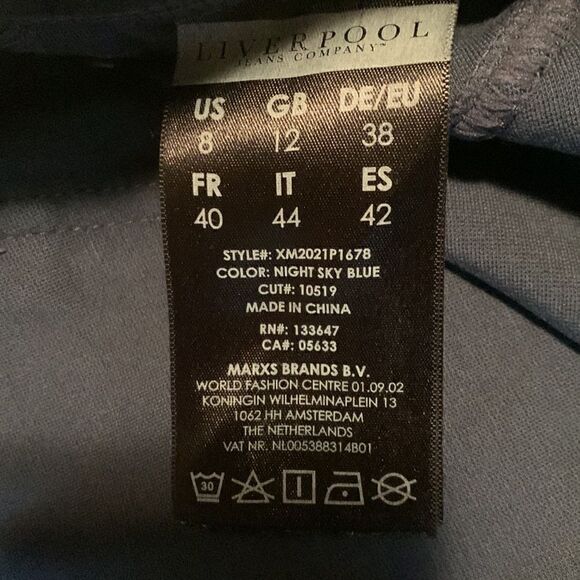 LIVERPOOL
JEANS COMPANY™
US GB DE/EU
8 12 38
FR IT ES
40 44 42
STYLE#: XM2021P1678
COLOR: NIGHT SKY BLUE
CUT#: 10519
MADE IN CHINA
RN#: 133647
CA#: 05633
MARXS BRANDS B.V.
WORLD FASHION CENTRE 01.09.02
KONINGIN WILHELMINAPLEIN 13
1062 HH AMSTERDAM
THE NETHERLANDS
VAT NR. NL005388314B01
30